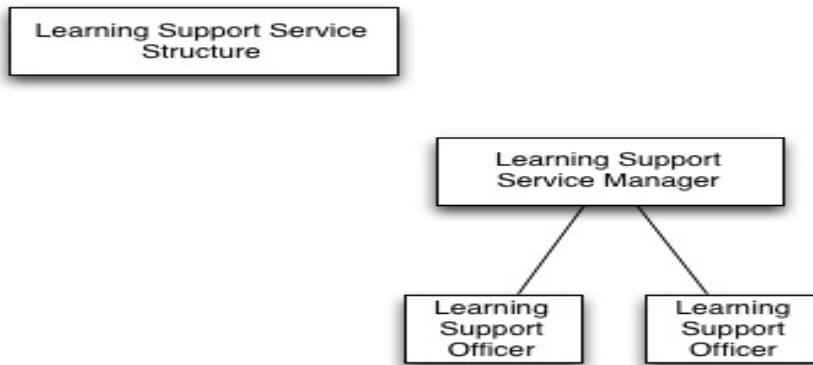 Learning Support Service
Structure
Learning Support
Service Manager
Learning
Support
Officer
Learning
Support
Officer